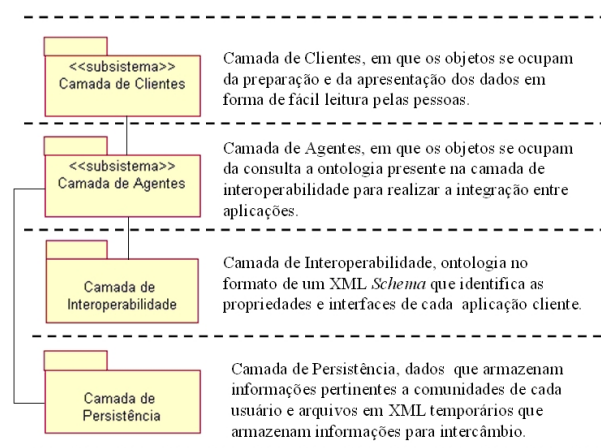 <<subsistema>>
Camada de Clientes
Camada de Clientes, em que os objetos se ocupam
da preparação e da apresentação dos dados em
forma de fácil leitura pelas pessoas.
<<subsistema>>
Camada de Agentes
Camada de Agentes, em que os objetos se ocupam
da consulta a ontologia presente na camada de
interoperabilidade para realizar a integração entre
aplicações.
Camada de
Interoperabilidade
Camada de Interoperabilidade, ontologia no
formato de um XML Schema que identifica as
propriedades e interfaces de cada aplicação cliente.
Camada de
Persistência
Camada de Persistência, dados que armazenam
informações pertinentes a comunidades de cada
usuário e arquivos em XML temporários que
armazenam informações para intercâmbio.